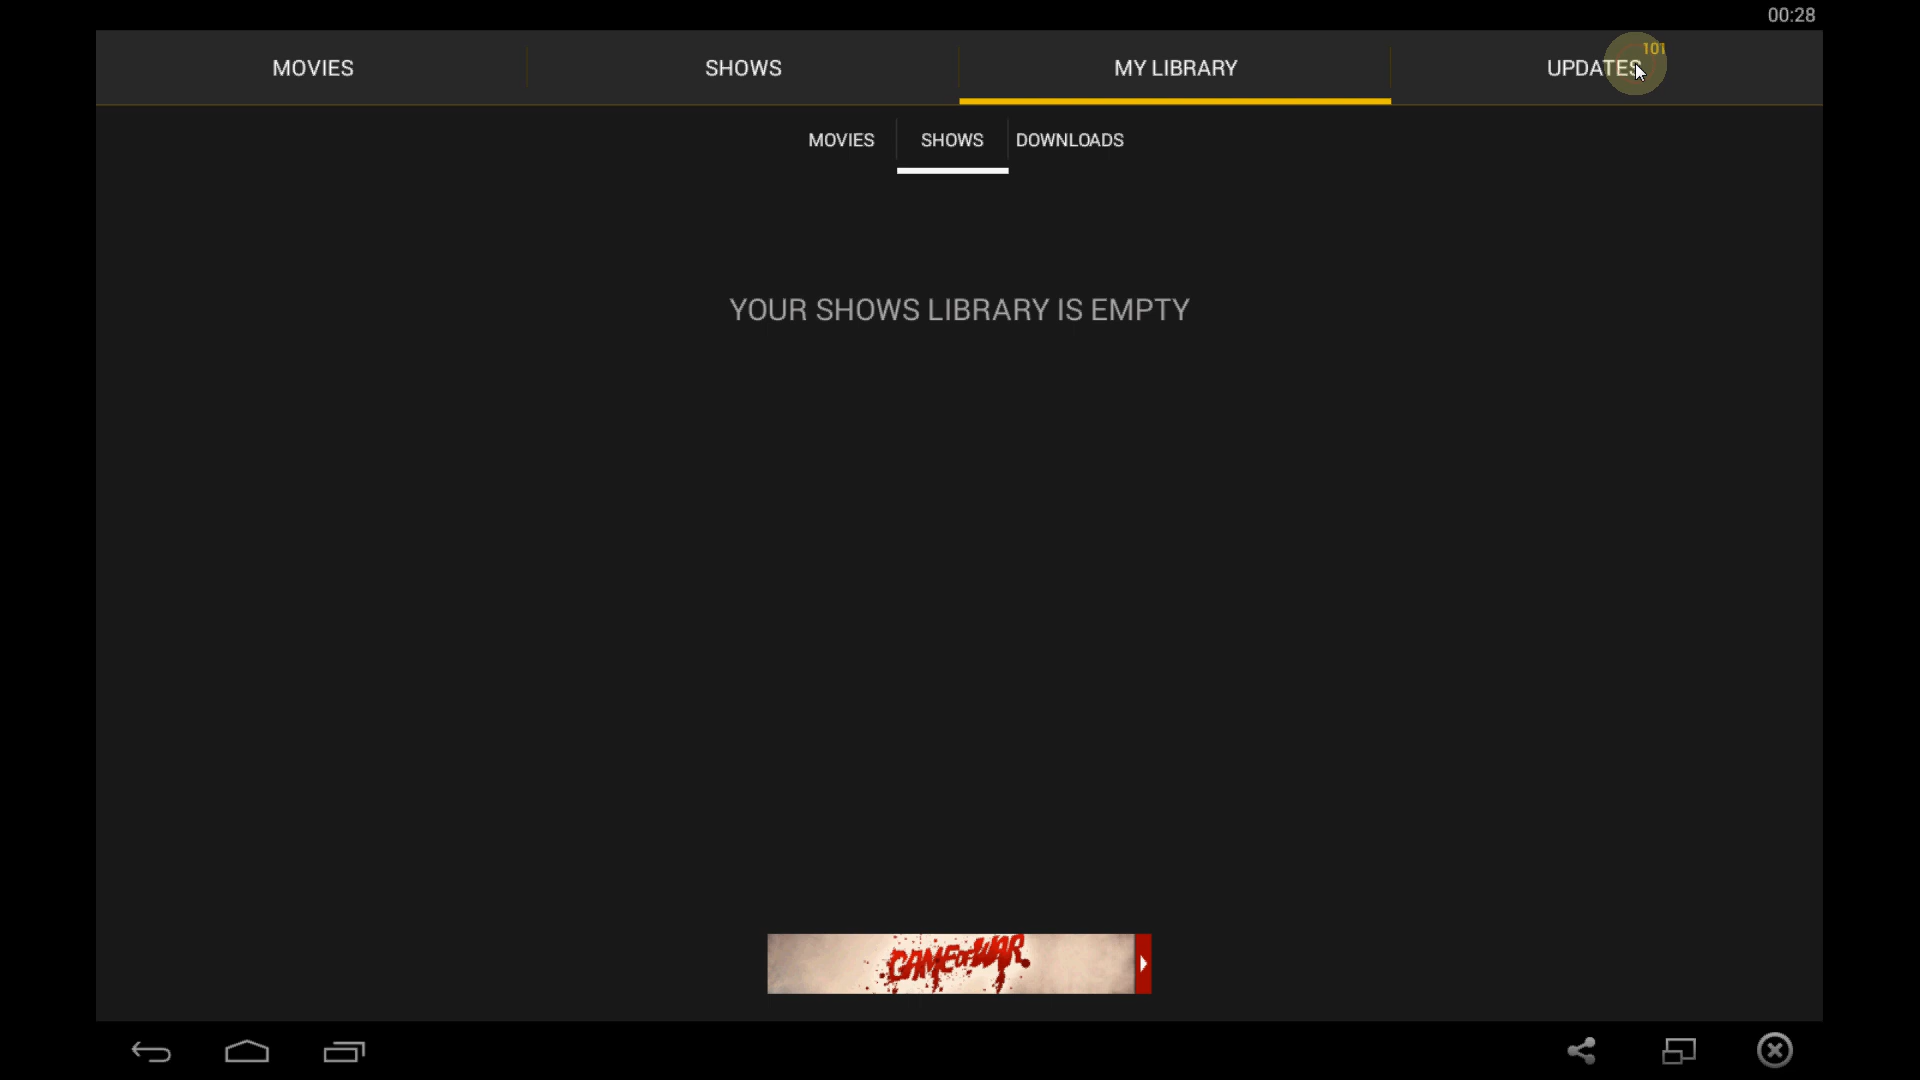 00:28
MOVIES SHOWS MY LIBRARY UPDATES 101
MOVIES SHOWS DOWNLOADS
YOUR SHOWS LIBRARY IS EMPTY
GAME OF WAR